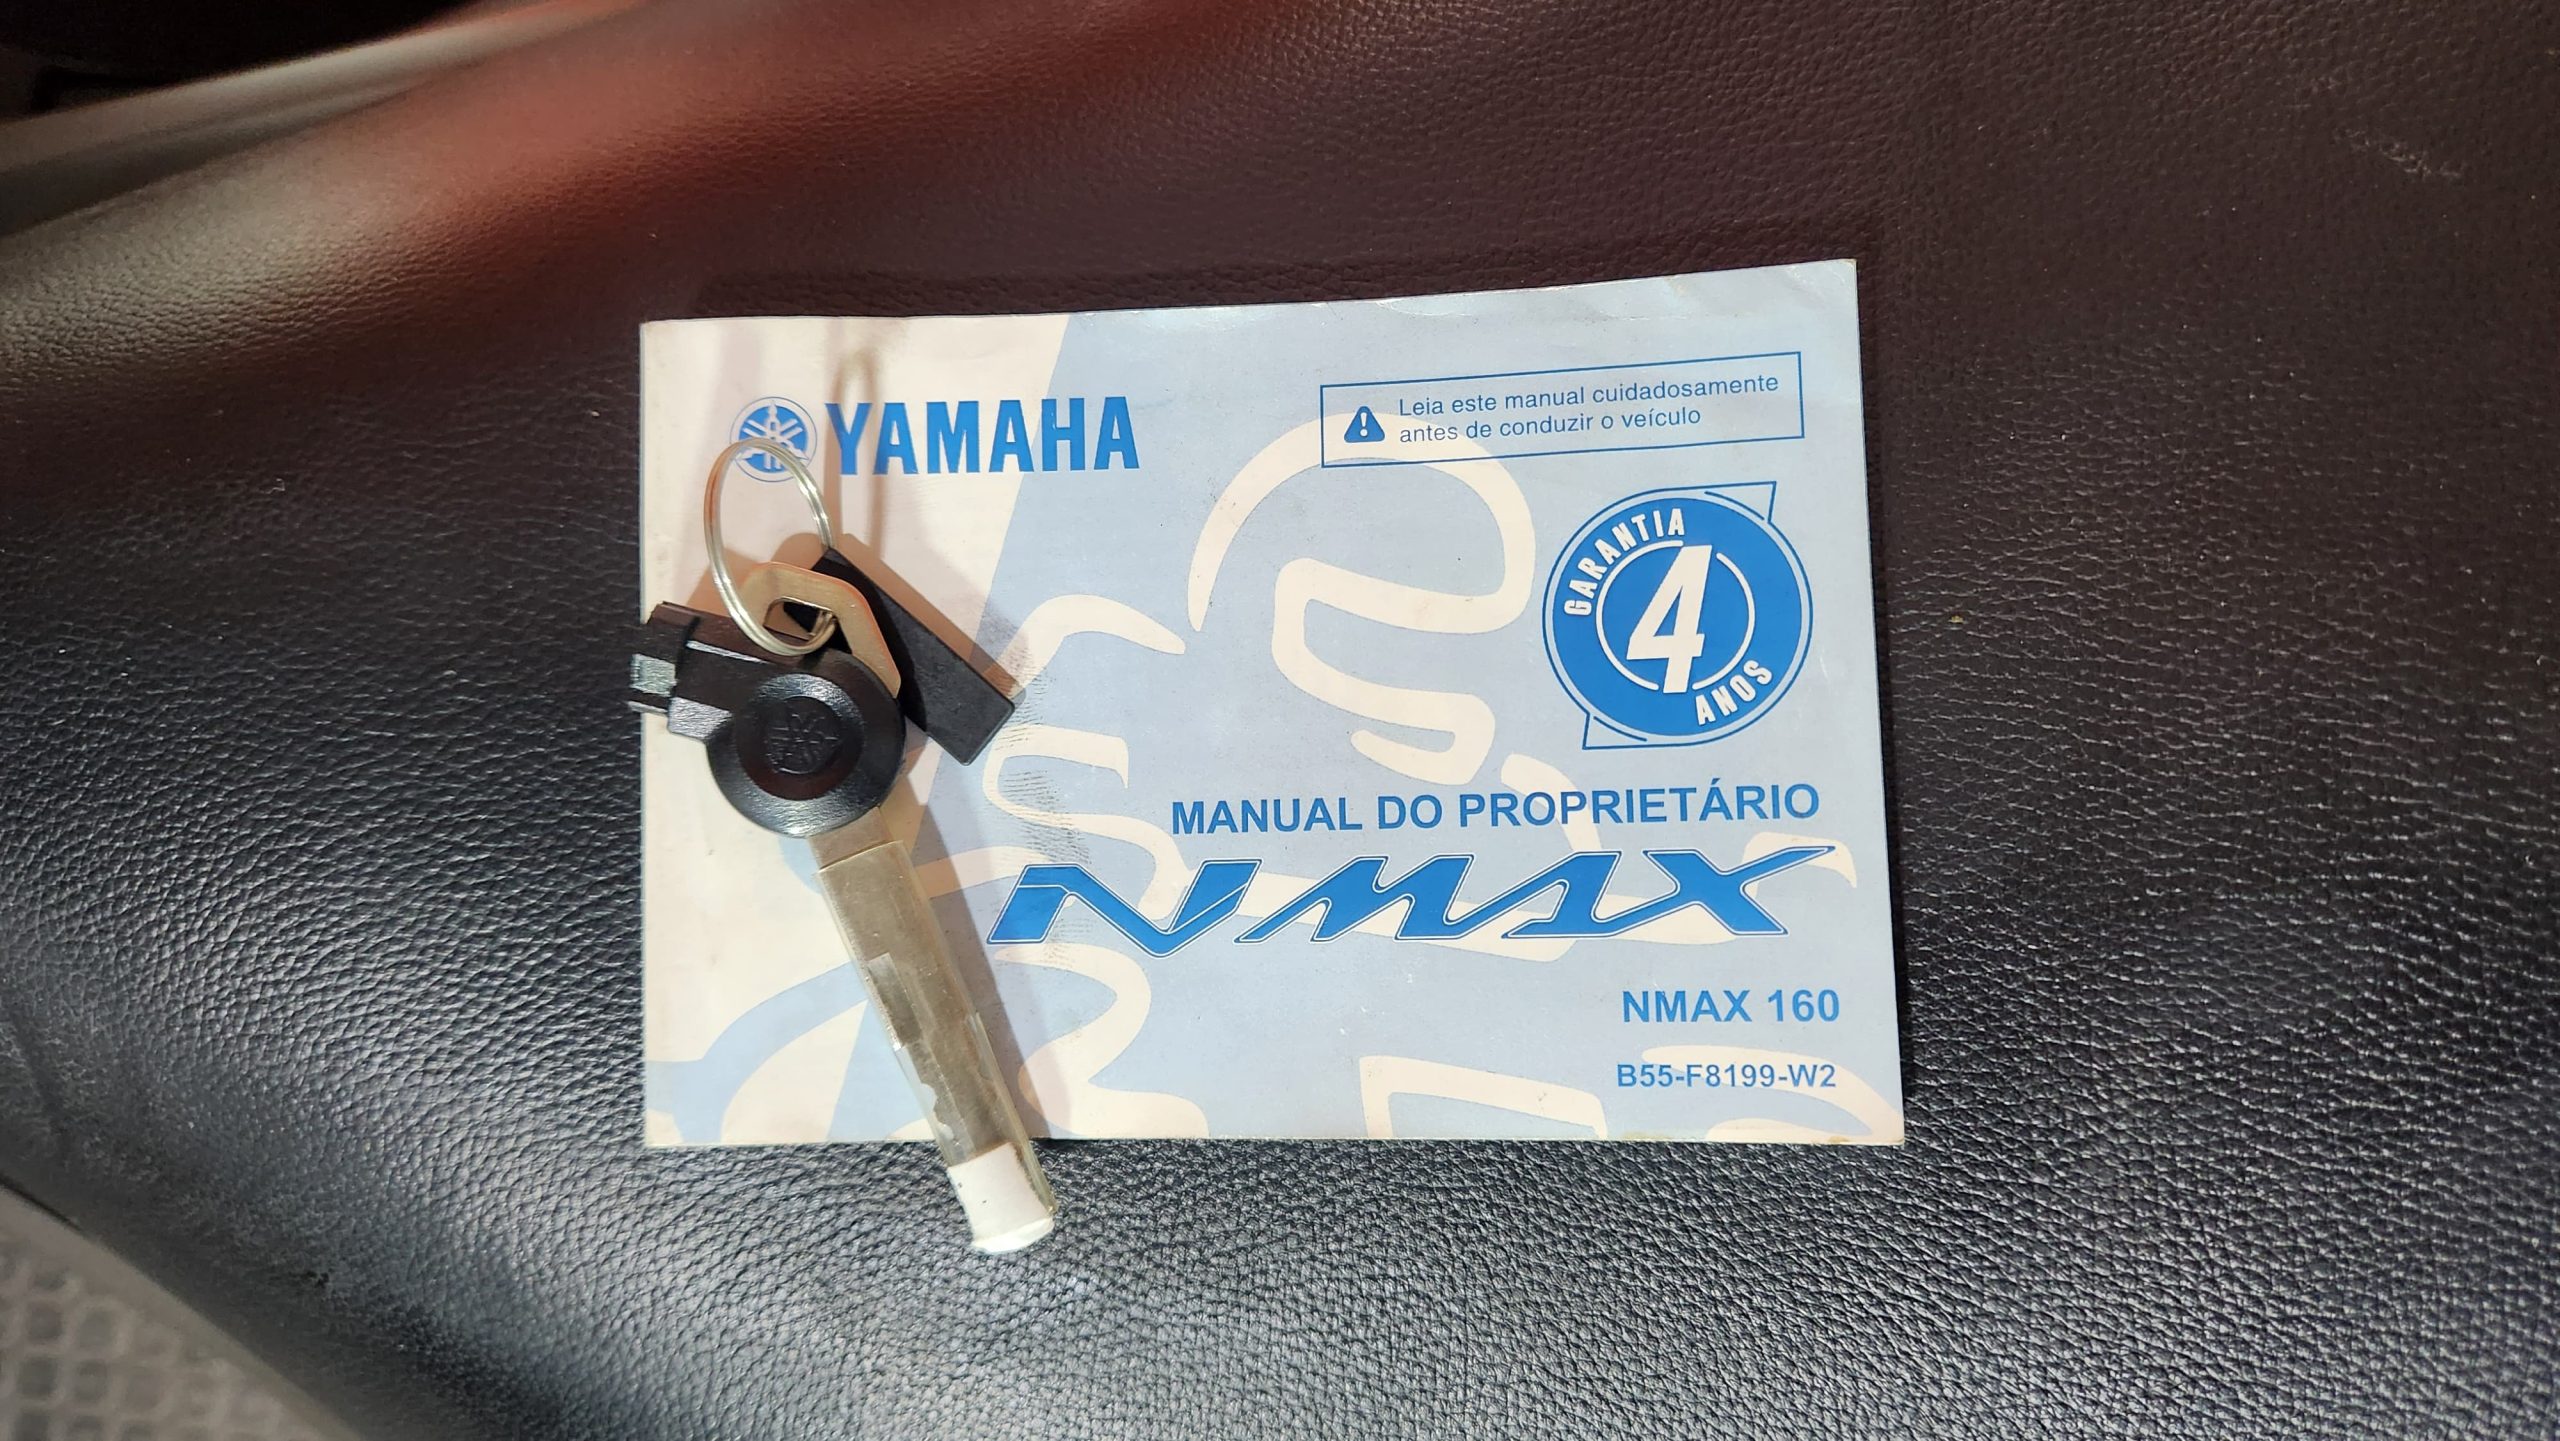 YAMAHA
Leia este manual cuidadosamente
antes de conduzir o veículo
GARANTIA
4
ANOS
MANUAL DO PROPRIETÁRIO
NMAX
NMAX 160
B55-F8199-W2